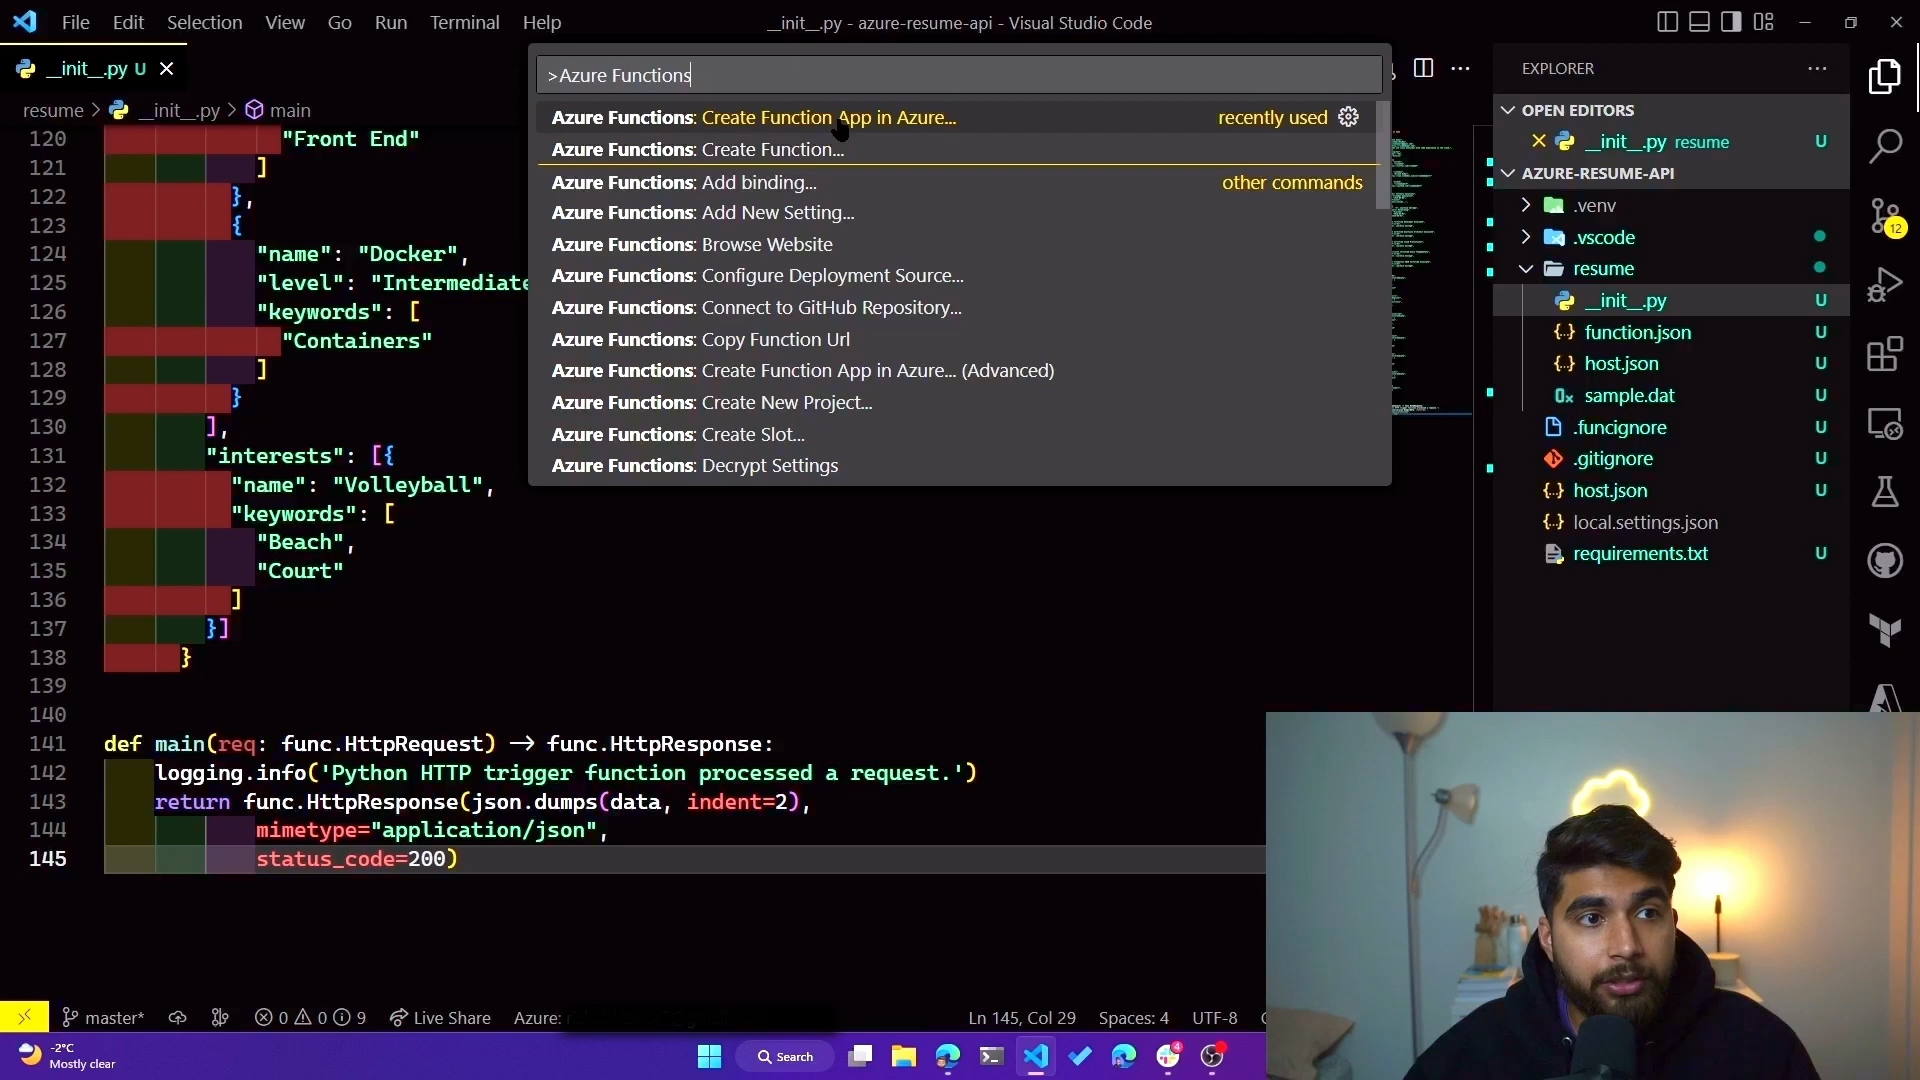 File Edit Selection View Go Run Terminal Help
__init__.py - azure-resume-api - Visual Studio Code
__init__.py U
resume > __init__.py > main
>Azure Functions
Azure Functions: Create Function App in Azure... recently used
Azure Functions: Create Function...
Azure Functions: Add binding... other commands
Azure Functions: Add New Setting...
Azure Functions: Browse Website
Azure Functions: Configure Deployment Source...
Azure Functions: Connect to GitHub Repository...
Azure Functions: Copy Function Url
Azure Functions: Create Function App in Azure... (Advanced)
Azure Functions: Create New Project...
Azure Functions: Create Slot...
Azure Functions: Decrypt Settings
120 "Front End"
121 ]
122 },
123 {
124 "name": "Docker",
125 "level": "Intermediate
126 "keywords": [
127 "Containers"
128 ]
129 }
130 ],
131 "interests": [{
132 "name": "Volleyball",
133 "keywords": [
134 "Beach",
135 "Court"
136 ]
137 }]
138 }
139
140
141 def main(req: func.HttpRequest) -> func.HttpResponse:
142 logging.info('Python HTTP trigger function processed a request.')
143 return func.HttpResponse(json.dumps(data, indent=2),
144 mimetype="application/json",
145 status_code=200)
EXPLORER
OPEN EDITORS
__init__.py resume U
AZURE-RESUME-API
.venv
.vscode
resume
__init__.py U
function.json U
host.json U
sample.dat U
.funcignore U
.gitignore U
host.json U
local.settings.json
requirements.txt U
12
master* 0 0 9 Live Share Azure:
Ln 145, Col 29 Spaces: 4 UTF-8
-2°C
Mostly clear
Search
4